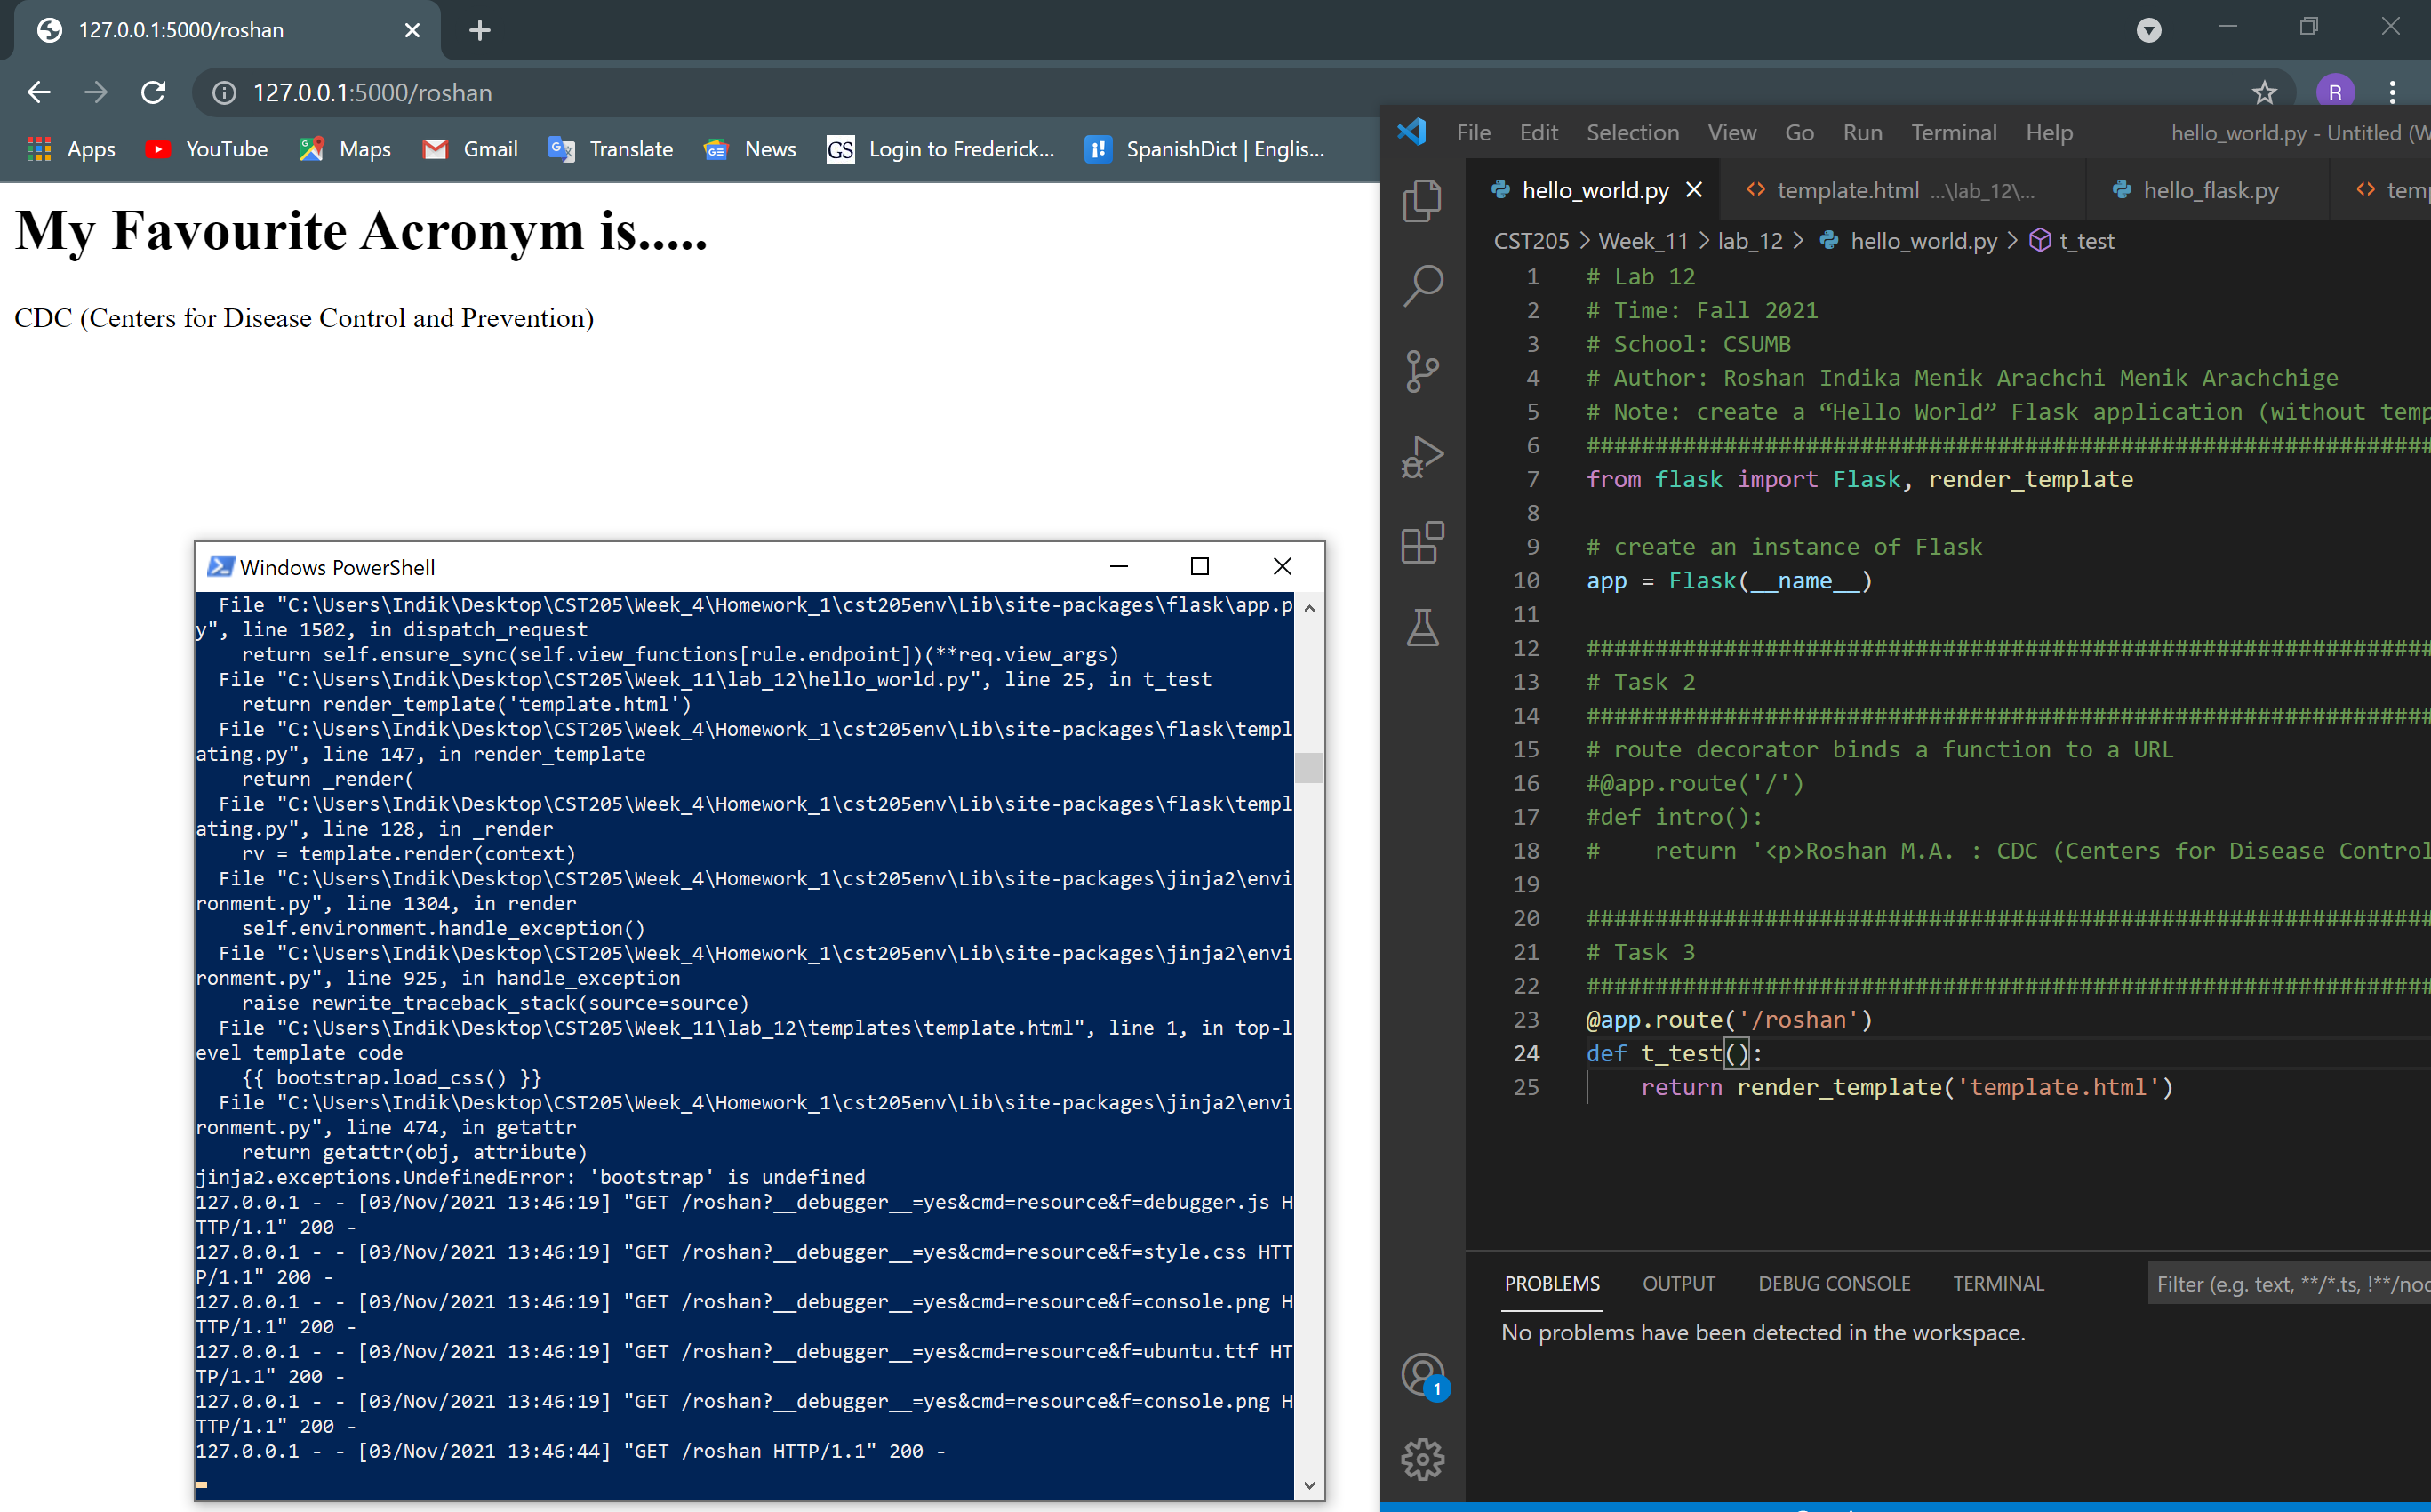 127.0.0.1:5000/roshan
127.0.0.1:5000/roshan
R
Apps YouTube Maps Gmail Translate News GS Login to Frederick... SpanishDict | Englis...
My Favourite Acronym is.....
CDC (Centers for Disease Control and Prevention)
Windows PowerShell
File "C:\Users\Indik\Desktop\CST205\Week_4\Homework_1\cst205env\Lib\site-packages\flask\app.p
y", line 1502, in dispatch_request
return self.ensure_sync(self.view_functions[rule.endpoint])(**req.view_args)
File "C:\Users\Indik\Desktop\CST205\Week_11\lab_12\hello_world.py", line 25, in t_test
return render_template('template.html')
File "C:\Users\Indik\Desktop\CST205\Week_4\Homework_1\cst205env\Lib\site-packages\flask\templ
ating.py", line 147, in render_template
return _render(
File "C:\Users\Indik\Desktop\CST205\Week_4\Homework_1\cst205env\Lib\site-packages\flask\templ
ating.py", line 128, in _render
rv = template.render(context)
File "C:\Users\Indik\Desktop\CST205\Week_4\Homework_1\cst205env\Lib\site-packages\jinja2\envi
ronment.py", line 1304, in render
self.environment.handle_exception()
File "C:\Users\Indik\Desktop\CST205\Week_4\Homework_1\cst205env\Lib\site-packages\jinja2\envi
ronment.py", line 925, in handle_exception
raise rewrite_traceback_stack(source=source)
File "C:\Users\Indik\Desktop\CST205\Week_11\lab_12\templates\template.html", line 1, in top-l
evel template code
{{ bootstrap.load_css() }}
File "C:\Users\Indik\Desktop\CST205\Week_4\Homework_1\cst205env\Lib\site-packages\jinja2\envi
ronment.py", line 474, in getattr
return getattr(obj, attribute)
jinja2.exceptions.UndefinedError: 'bootstrap' is undefined
127.0.0.1 - - [03/Nov/2021 13:46:19] "GET /roshan?__debugger__=yes&cmd=resource&f=debugger.js H
TTP/1.1" 200 -
127.0.0.1 - - [03/Nov/2021 13:46:19] "GET /roshan?__debugger__=yes&cmd=resource&f=style.css HTT
P/1.1" 200 -
127.0.0.1 - - [03/Nov/2021 13:46:19] "GET /roshan?__debugger__=yes&cmd=resource&f=console.png H
TTP/1.1" 200 -
127.0.0.1 - - [03/Nov/2021 13:46:19] "GET /roshan?__debugger__=yes&cmd=resource&f=ubuntu.ttf HT
TP/1.1" 200 -
127.0.0.1 - - [03/Nov/2021 13:46:19] "GET /roshan?__debugger__=yes&cmd=resource&f=console.png H
TTP/1.1" 200 -
127.0.0.1 - - [03/Nov/2021 13:46:44] "GET /roshan HTTP/1.1" 200 -
File Edit Selection View Go Run Terminal Help hello_world.py - Untitled (W
hello_world.py template.html ...\lab_12\... hello_flask.py temp
CST205 > Week_11 > lab_12 > hello_world.py > t_test
1 # Lab 12
2 # Time: Fall 2021
3 # School: CSUMB
4 # Author: Roshan Indika Menik Arachchi Menik Arachchige
5 # Note: create a “Hello World” Flask application (without temp
6 ##############################################################
7 from flask import Flask, render_template
8
9 # create an instance of Flask
10 app = Flask(__name__)
11
12 ##############################################################
13 # Task 2
14 ##############################################################
15 # route decorator binds a function to a URL
16 #@app.route('/')
17 #def intro():
18 # return '<p>Roshan M.A. : CDC (Centers for Disease Control
19
20 ##############################################################
21 # Task 3
22 ##############################################################
23 @app.route('/roshan')
24 def t_test():
25 return render_template('template.html')
PROBLEMS OUTPUT DEBUG CONSOLE TERMINAL Filter (e.g. text, **/*.ts, !**/nod
No problems have been detected in the workspace.
1